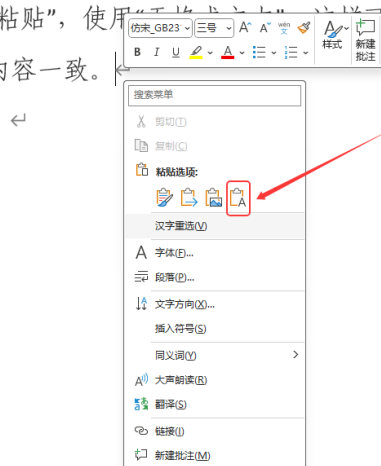 粘贴”，使用“
仿宋_GB231 三号 A A wén 文 样式 新建批注
B I U A
内容一致。
搜索菜单
剪切(T)
复制(C)
粘贴选项:
A
汉字重选(V)
A 字体(F)...
段落(P)...
文字方向(X)...
插入符号(S)
同义词(Y)
A 大声朗读(R)
翻译(S)
链接(I)
新建批注(M)